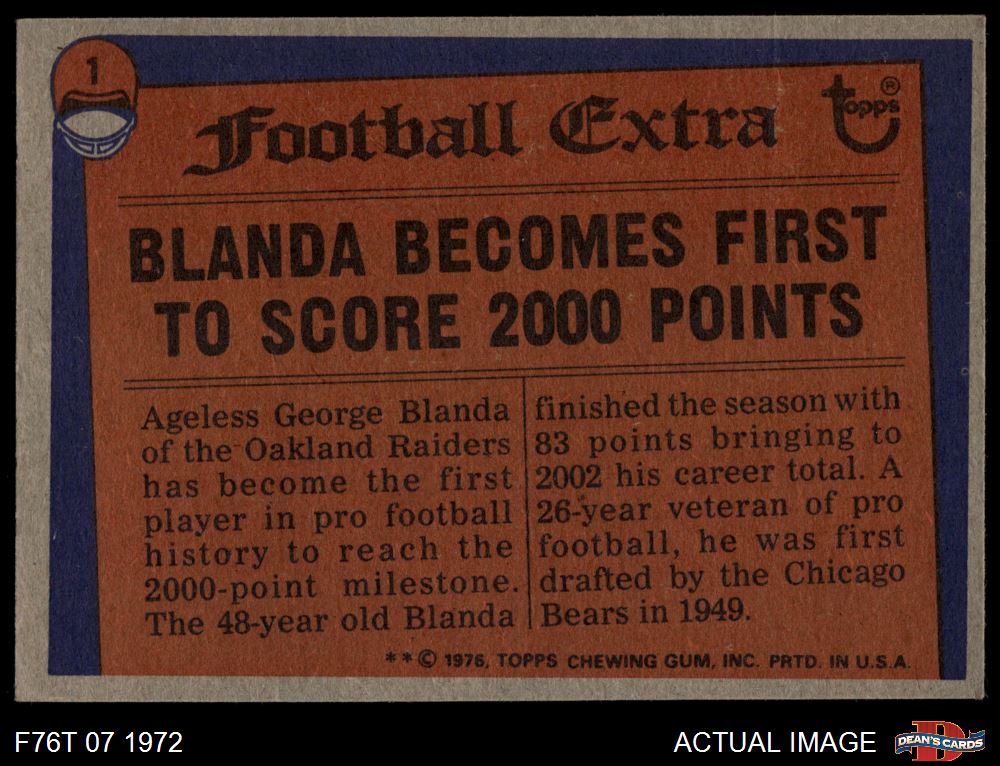 1
Football Extra
topps ®
BLANDA BECOMES FIRST
TO SCORE 2000 POINTS
Ageless George Blanda
of the Oakland Raiders
has become the first
player in pro football
history to reach the
2000-point milestone.
The 48-year old Blanda
finished the season with
83 points bringing to
2002 his career total. A
26-year veteran of pro
football, he was first
drafted by the Chicago
Bears in 1949.
** © 1976, TOPPS CHEWING GUM, INC. PRTD. IN U.S.A.
F76T 07 1972
ACTUAL IMAGE
D
DEAN'S CARDS